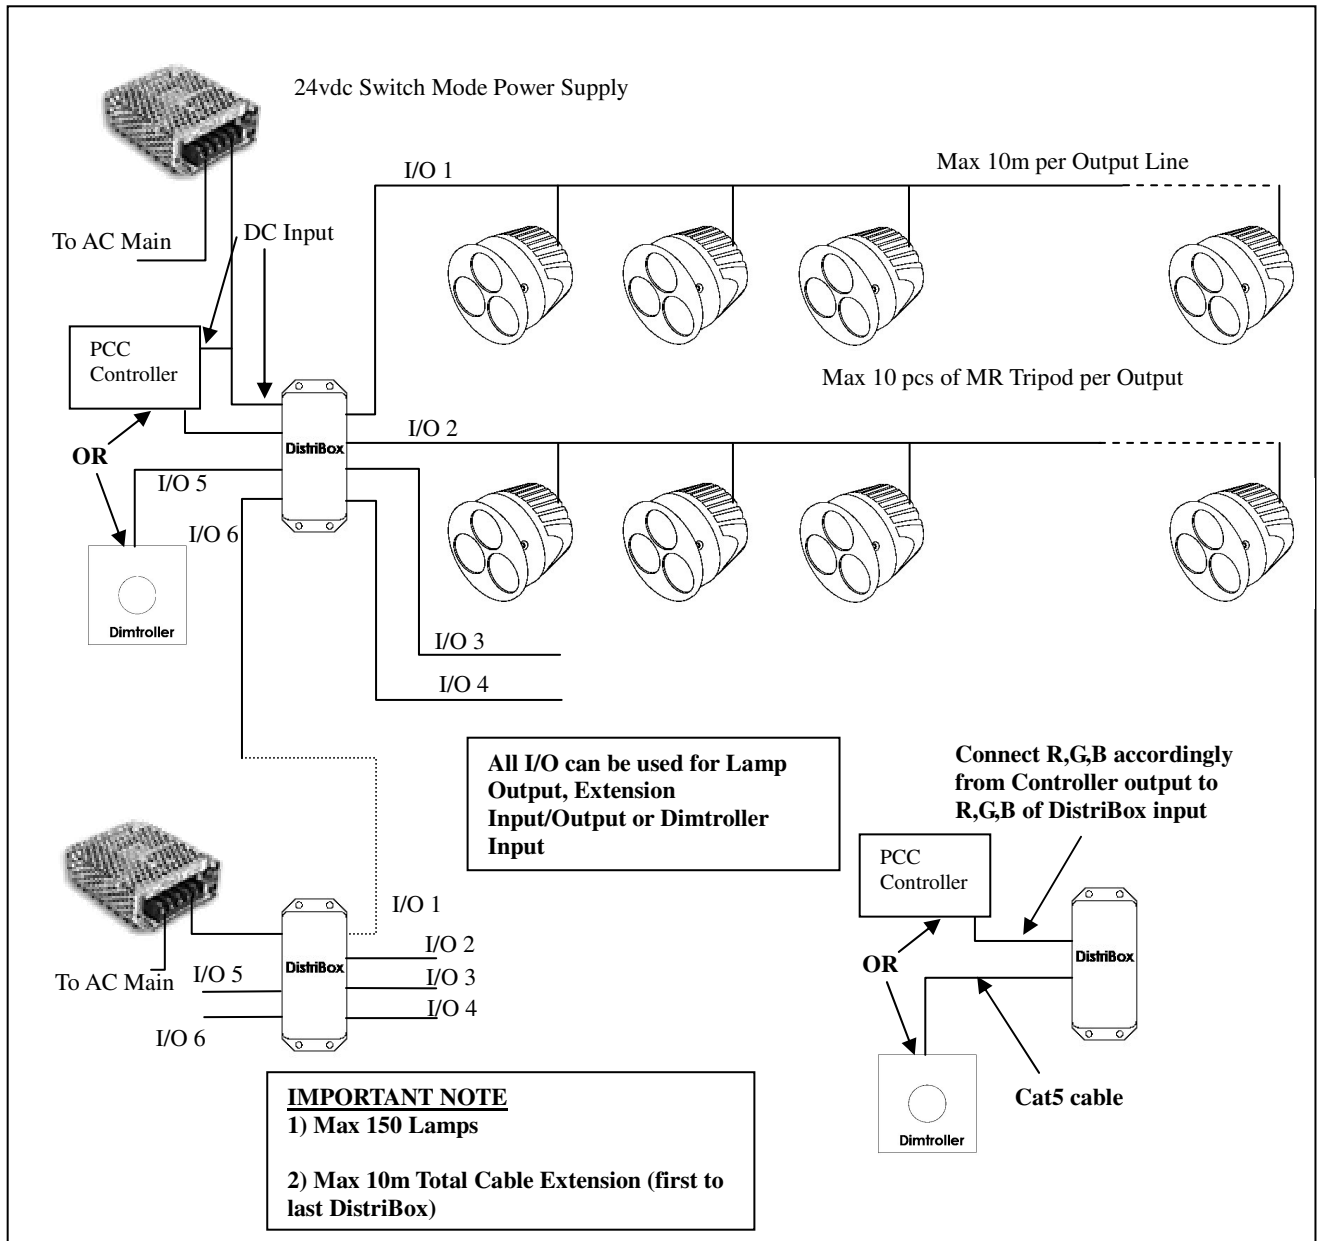 24vdc Switch Mode Power Supply
I/O 1
Max 10m per Output Line
To AC Main
DC Input
PCC
Controller
Max 10 pcs of MR Tripod per Output
DistriBox
I/O 2
OR
I/O 5
I/O 6
Dimtroller
I/O 3
I/O 4
All I/O can be used for Lamp
Output, Extension
Input/Output or Dimtroller
Input
Connect R,G,B accordingly
from Controller output to
R,G,B of DistriBox input
PCC
Controller
I/O 1
I/O 2
DistriBox
I/O 3
I/O 4
To AC Main
I/O 5
I/O 6
OR
DistriBox
Cat5 cable
Dimtroller
IMPORTANT NOTE
1) Max 150 Lamps
2) Max 10m Total Cable Extension (first to
last DistriBox)